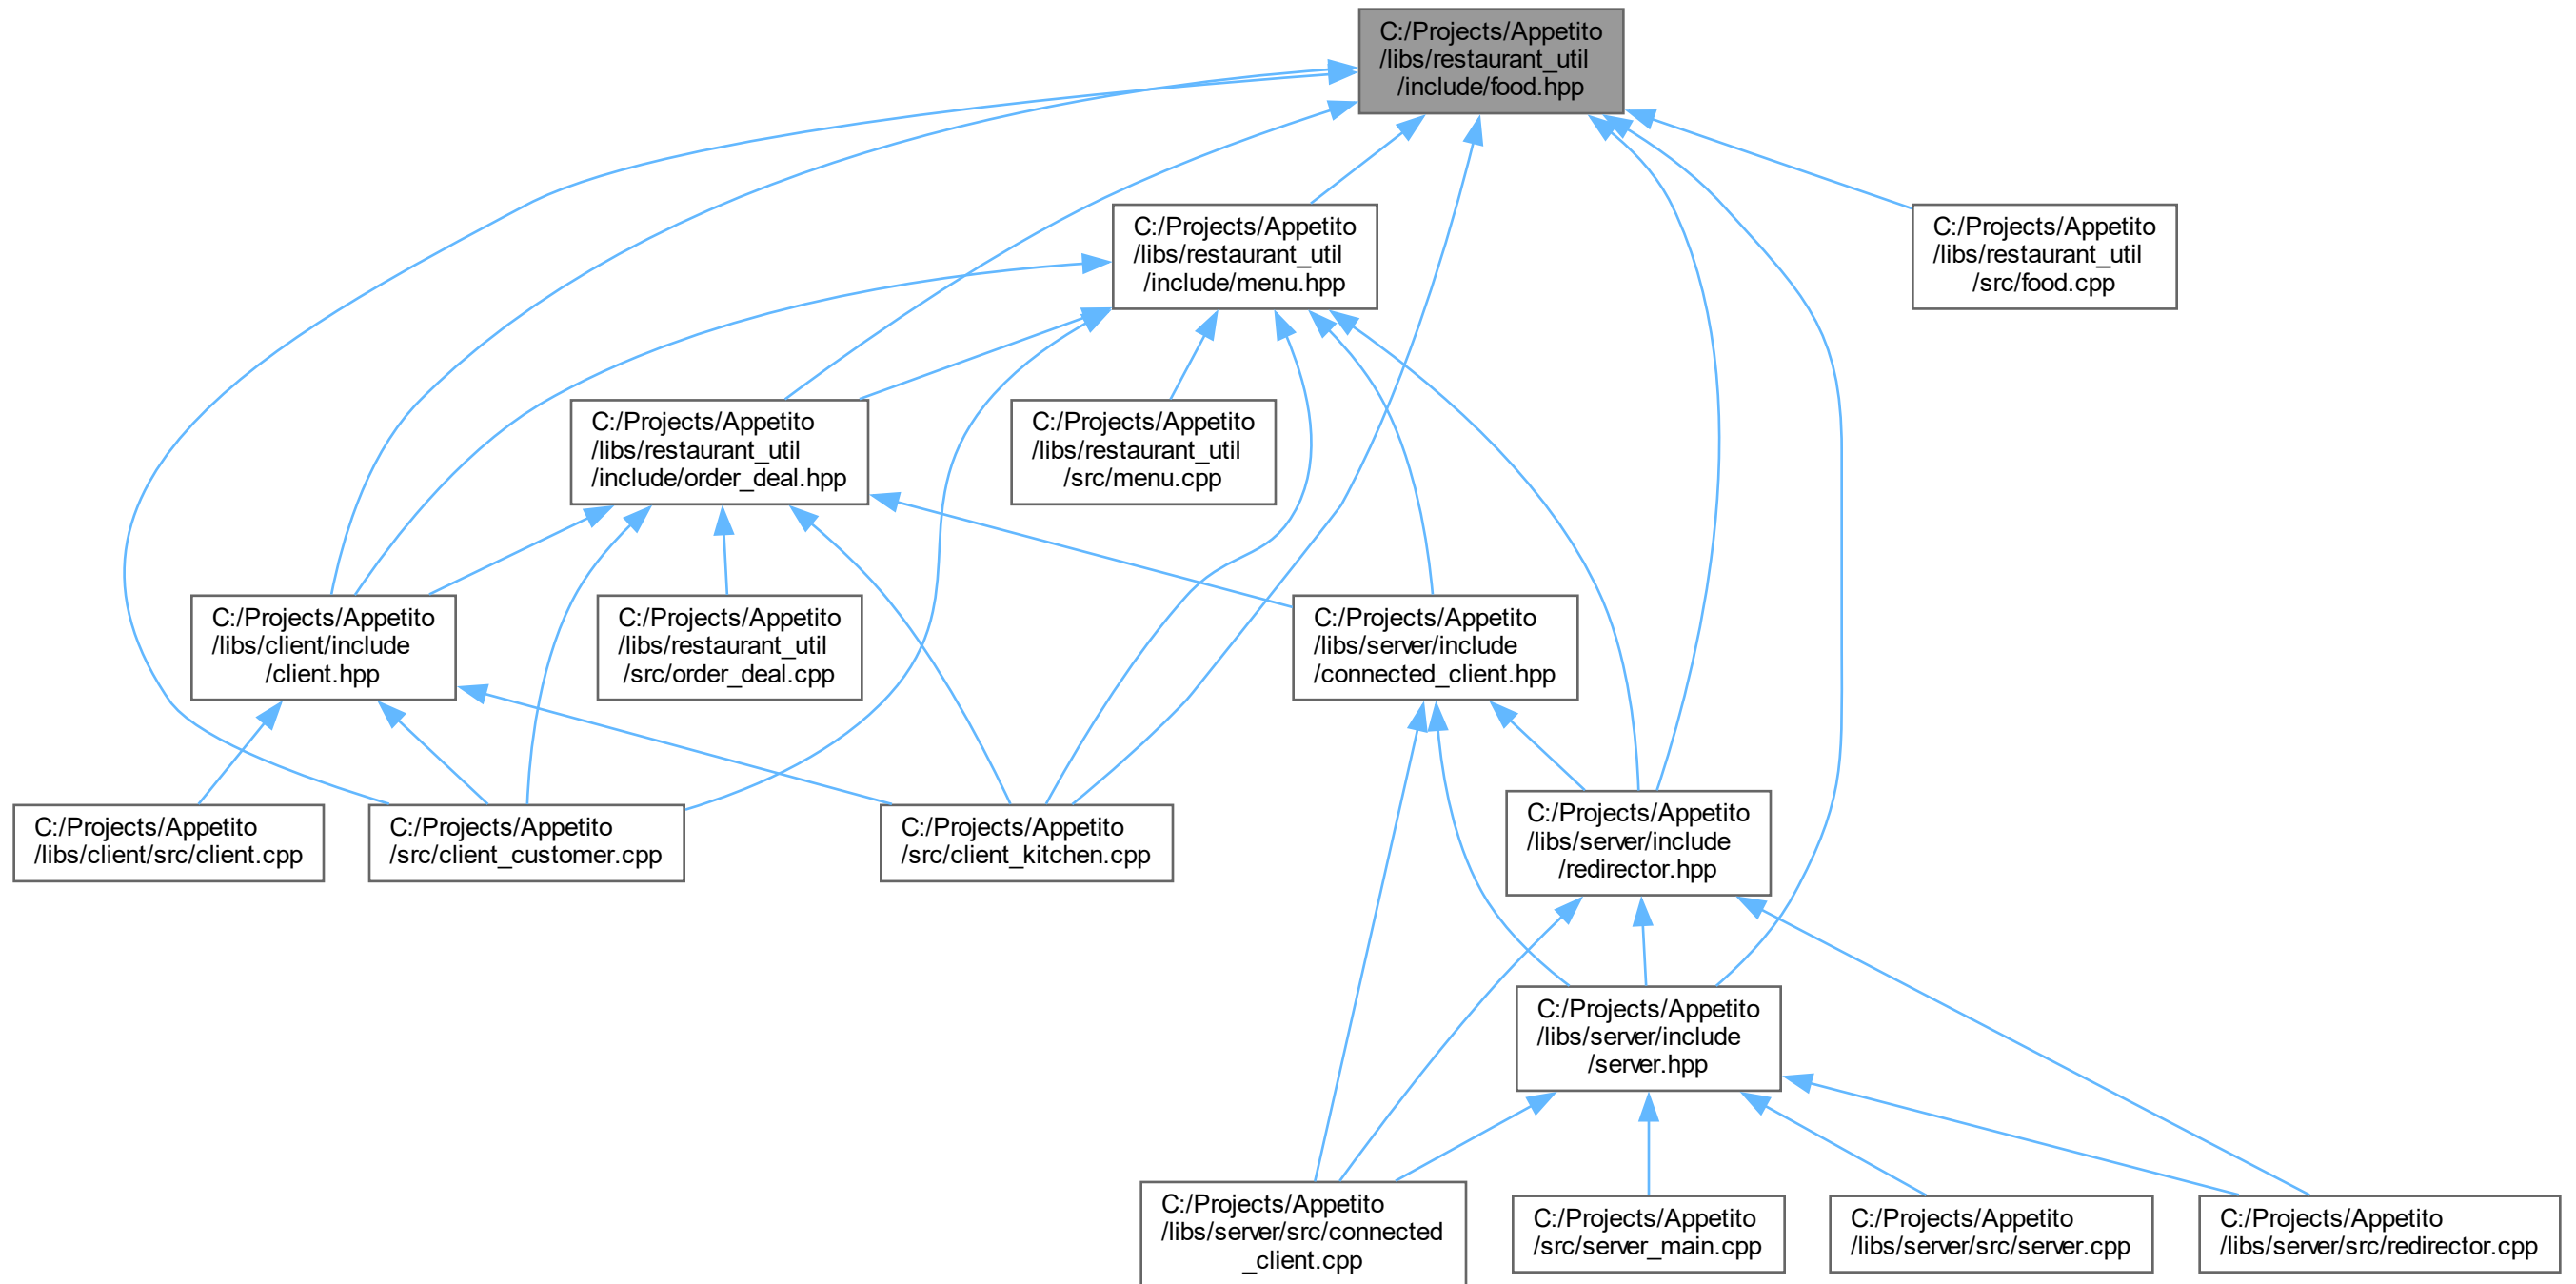 C:/Projects/Appetito
/libs/restaurant_util
/include/food.hpp
C:/Projects/Appetito
/libs/restaurant_util
/include/menu.hpp
C:/Projects/Appetito
/libs/restaurant_util
/src/food.cpp
C:/Projects/Appetito
/libs/restaurant_util
/include/order_deal.hpp
C:/Projects/Appetito
/libs/restaurant_util
/src/menu.cpp
C:/Projects/Appetito
/libs/client/include
/client.hpp
C:/Projects/Appetito
/libs/restaurant_util
/src/order_deal.cpp
C:/Projects/Appetito
/libs/server/include
/connected_client.hpp
C:/Projects/Appetito
/libs/client/src/client.cpp
C:/Projects/Appetito
/src/client_customer.cpp
C:/Projects/Appetito
/src/client_kitchen.cpp
C:/Projects/Appetito
/libs/server/include
/redirector.hpp
C:/Projects/Appetito
/libs/server/include
/server.hpp
C:/Projects/Appetito
/libs/server/src/connected
_client.cpp
C:/Projects/Appetito
/src/server_main.cpp
C:/Projects/Appetito
/libs/server/src/server.cpp
C:/Projects/Appetito
/libs/server/src/redirector.cpp